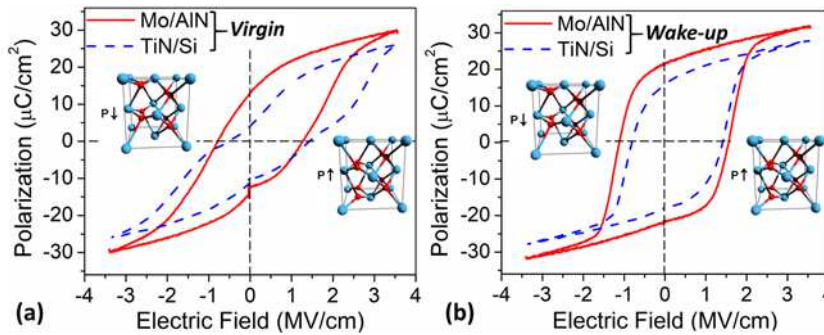 Mo/AlN
TiN/Si
Virgin
Polarization (μC/cm²)
30
20
10
0
-10
-20
-30
P↓
P↑
-4 -3 -2 -1 0 1 2 3 4
Electric Field (MV/cm)
(a)
Mo/AlN
TiN/Si
Wake-up
Polarization (μC/cm²)
30
20
10
0
-10
-20
-30
P↓
P↑
-4 -3 -2 -1 0 1 2 3 4
Electric Field (MV/cm)
(b)